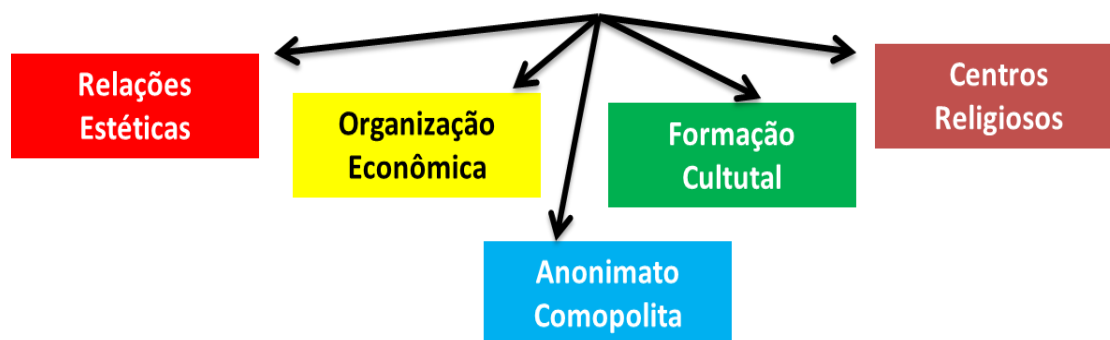 Relações
Estéticas
Organização
Econômica
Formação
Cultutal
Centros
Religiosos
Anonimato
Comopolita